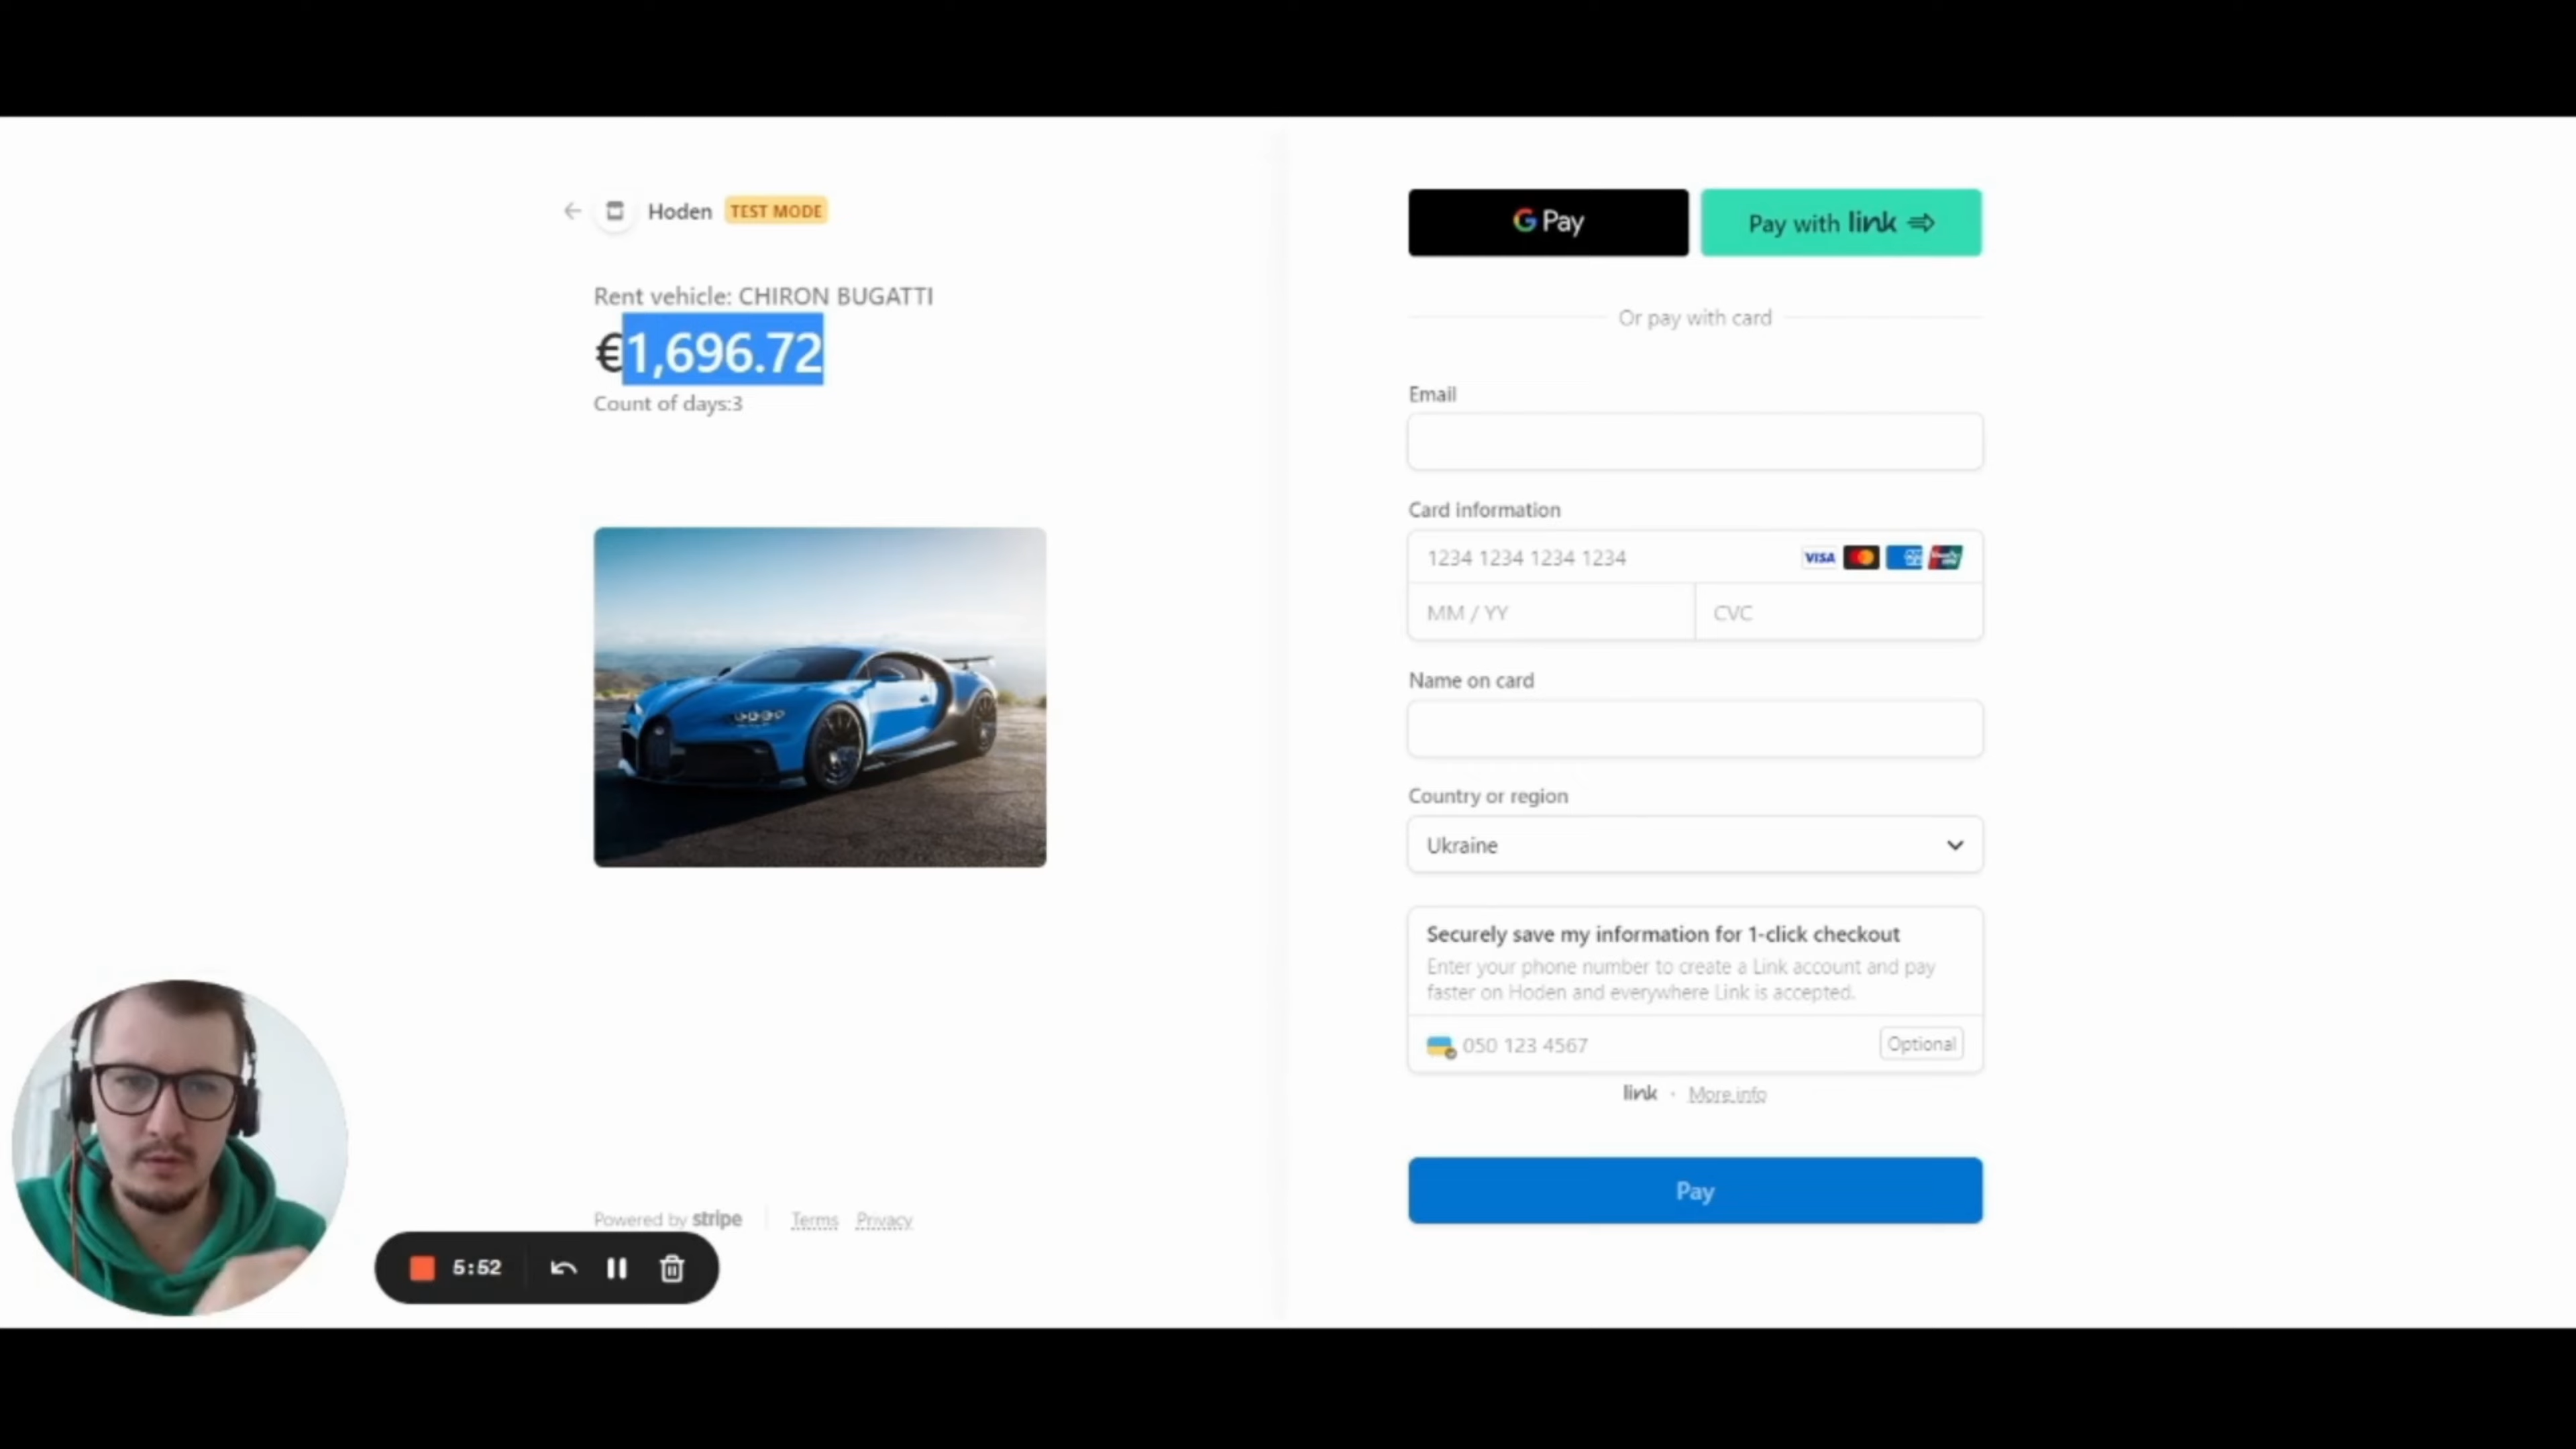 Hoden TEST MODE
Rent vehicle: CHIRON BUGATTI
€1,696.72
Count of days:3
Powered by stripe
Terms Privacy
5:52
G Pay
Pay with link
Or pay with card
Email
Card information
1234 1234 1234 1234
VISA
MM / YY CVC
Name on card
Country or region
Ukraine
Securely save my information for 1-click checkout
Enter your phone number to create a Link account and pay
faster on Hoden and everywhere Link is accepted.
050 123 4567 Optional
link · More info
Pay